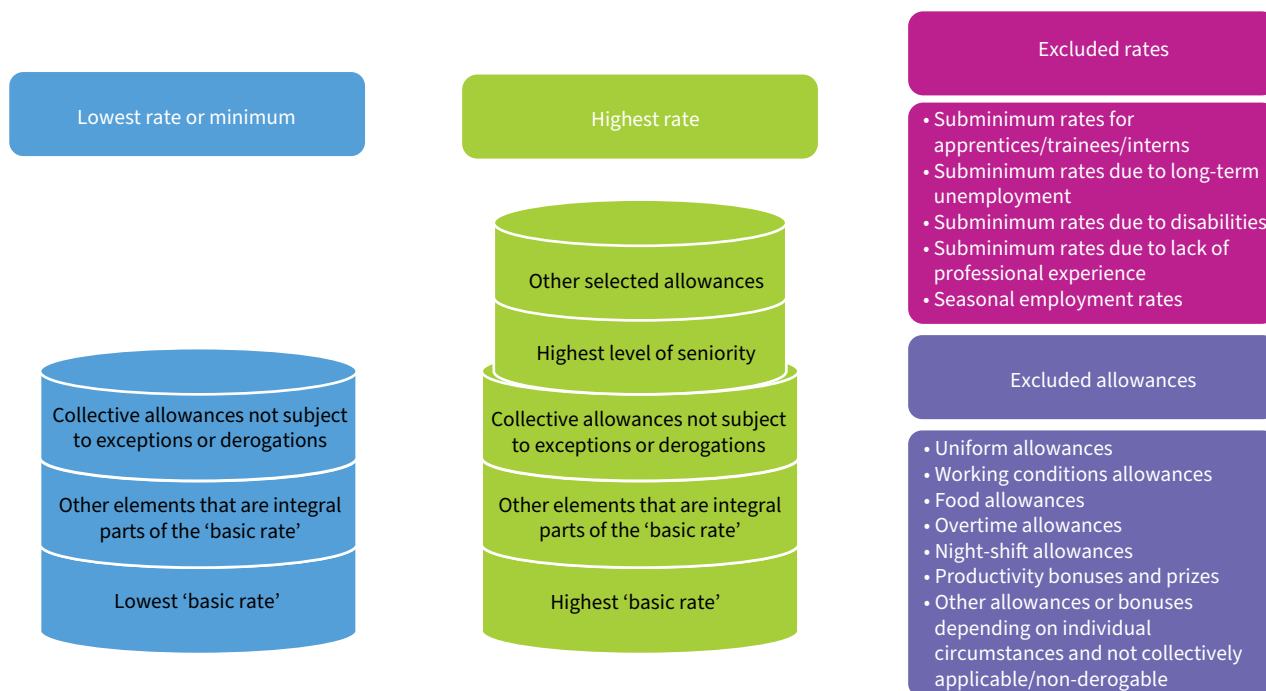 Lowest rate or minimum
Collective allowances not subject
to exceptions or derogations
Other elements that are integral
parts of the ‘basic rate’
Lowest ‘basic rate’
Highest rate
Other selected allowances
Highest level of seniority
Collective allowances not subject
to exceptions or derogations
Other elements that are integral
parts of the ‘basic rate’
Highest ‘basic rate’
Excluded rates
• Subminimum rates for
apprentices/trainees/interns
• Subminimum rates due to long-term
unemployment
• Subminimum rates due to disabilities
• Subminimum rates due to lack of
professional experience
• Seasonal employment rates
Excluded allowances
• Uniform allowances
• Working conditions allowances
• Food allowances
• Overtime allowances
• Night-shift allowances
• Productivity bonuses and prizes
• Other allowances or bonuses
depending on individual
circumstances and not collectively
applicable/non-derogable